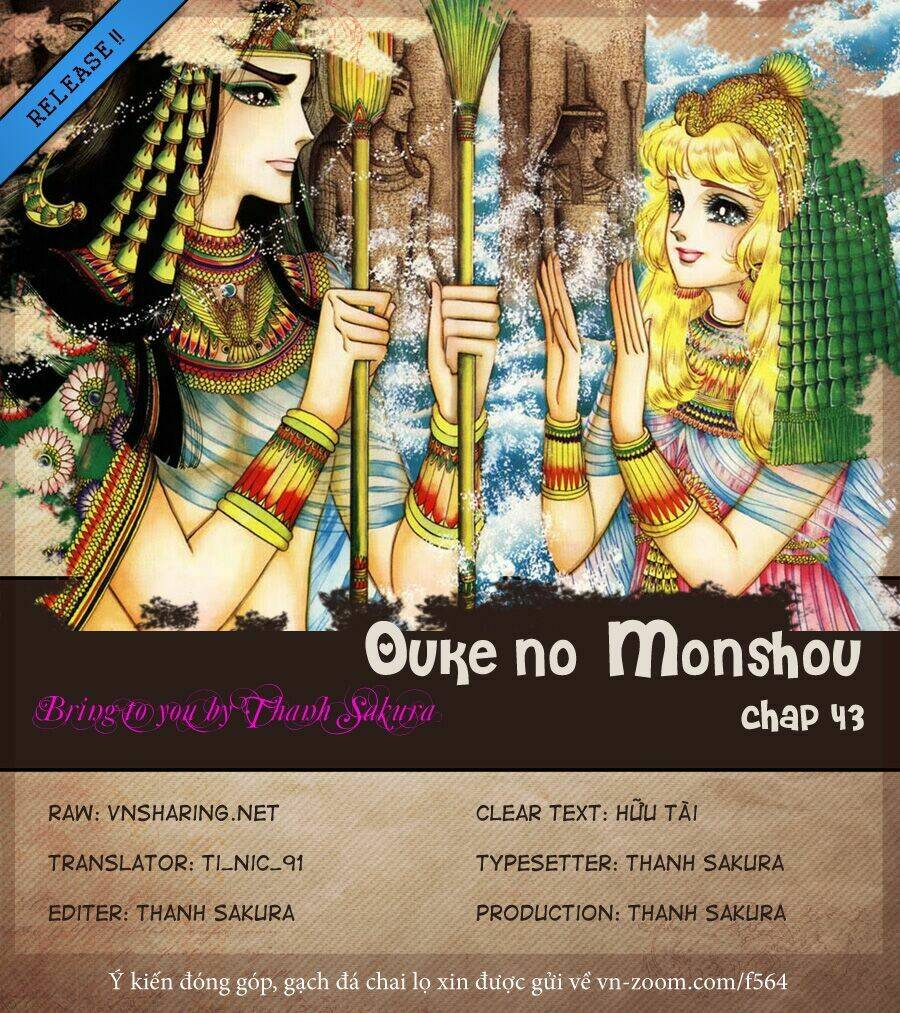 RELEASE !!
Ouke no Monshou
Bring to you by Thanh Sakura
chap 43
RAW: VNSHARING.NET
CLEAR TEXT: HỮU TÀI
TRANSLATOR: TI_NIC_91
TYPESETTER: THANH SAKURA
EDITER: THANH SAKURA
PRODUCTION: THANH SAKURA
Ý kiến đóng góp, gạch đá chai lọ xin được gửi về vn-zoom.com/f564